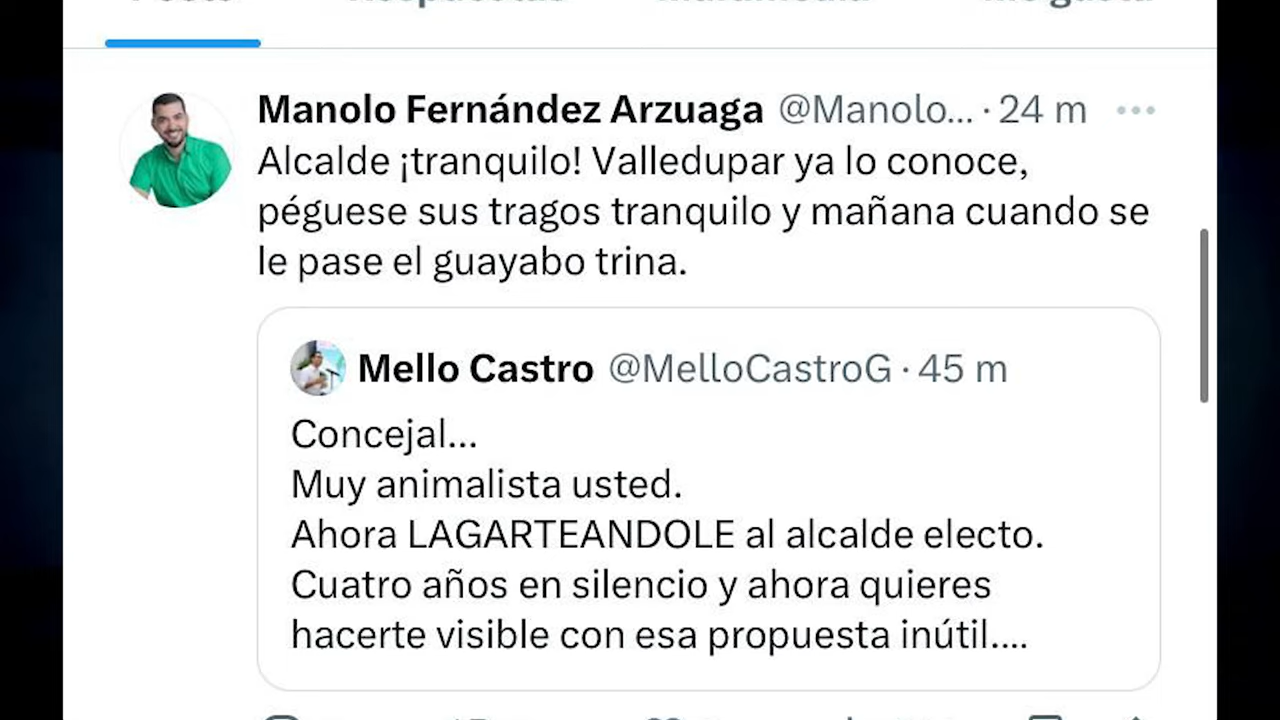 Manolo Fernández Arzuaga @Manolo... · 24 m
Alcalde ¡tranquilo! Valledupar ya lo conoce,
péguese sus tragos tranquilo y mañana cuando se
le pase el guayabo trina.
Mello Castro @MelloCastroG · 45 m
Concejal...
Muy animalista usted.
Ahora LAGARTEANDOLE al alcalde electo.
Cuatro años en silencio y ahora quieres
hacerte visible con esa propuesta inútil....